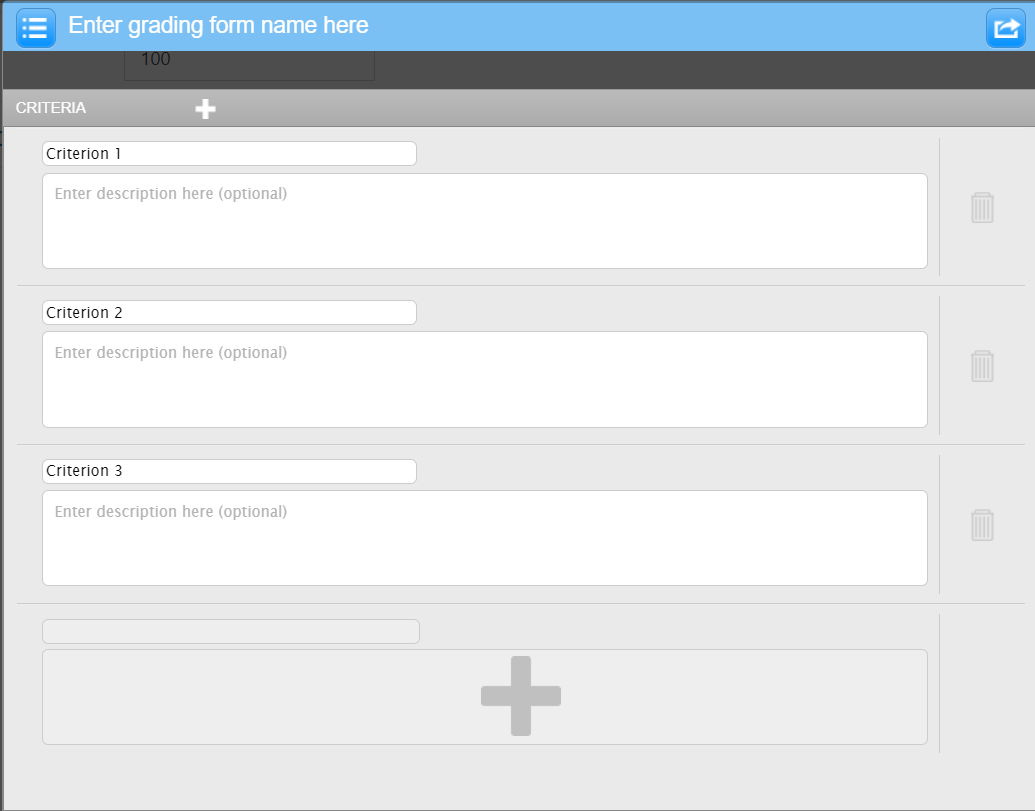 Enter grading form name here
100
CRITERIA
Criterion 1
Enter description here (optional)
Criterion 2
Enter description here (optional)
Criterion 3
Enter description here (optional)